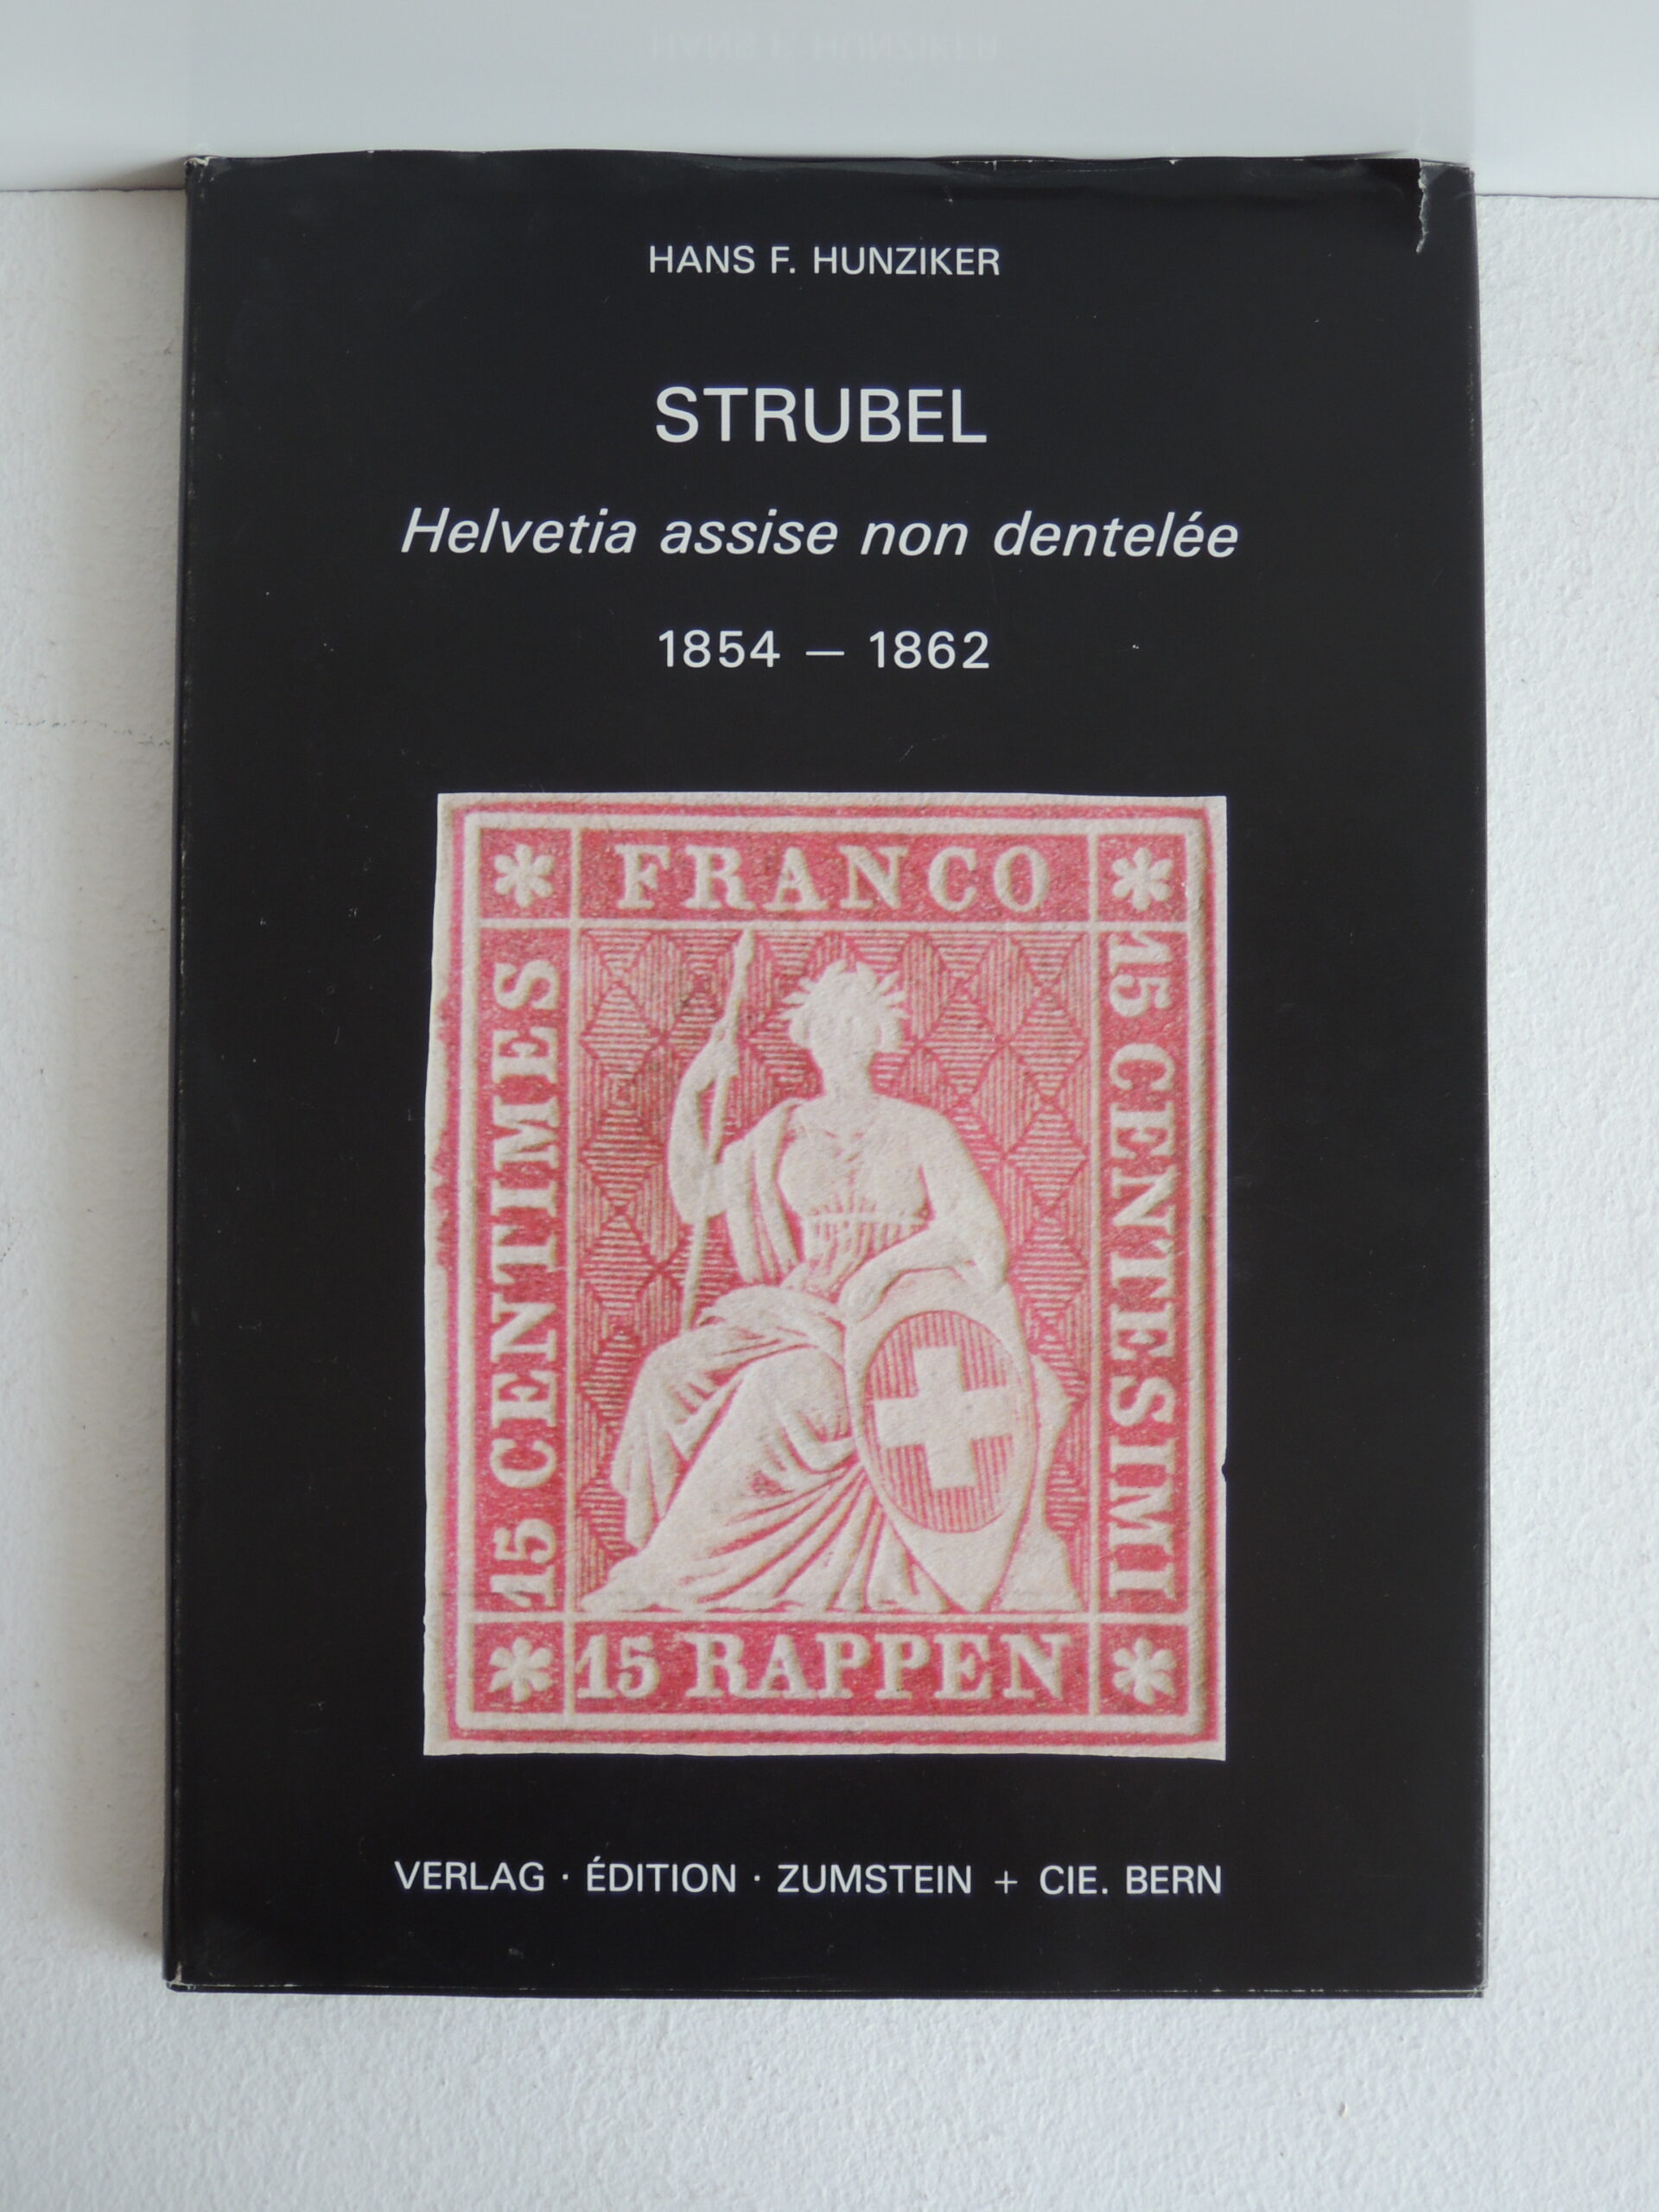 HANS F. HUNZIKER
STRUBEL
Helvetia assise non dentelée
1854 – 1862
FRANCO
15 CENTIMES
15 CENTESIMI
15 RAPPEN
VERLAG · ÉDITION · ZUMSTEIN + CIE. BERN